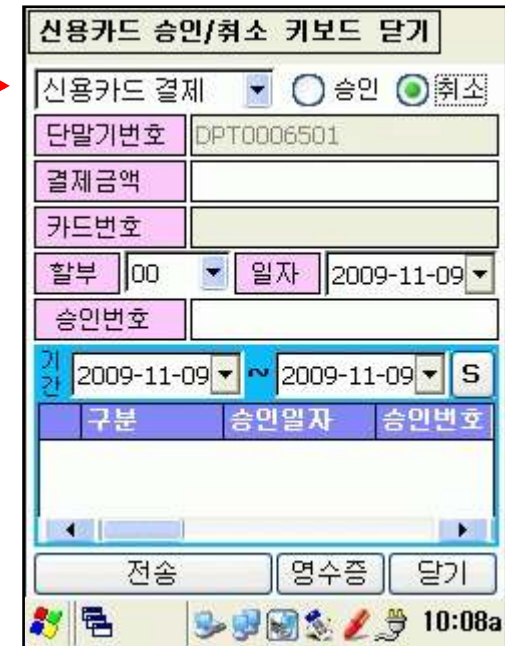 신용카드 승인/취소 키보드 닫기
신용카드 결제 승인 취소
단말기번호 DPT0006501
결제금액
카드번호
할부 00 일자 2009-11-09
승인번호
기간 2009-11-09 ~ 2009-11-09 S
구분 승인일자 승인번호
전송 영수증 닫기
10:08a